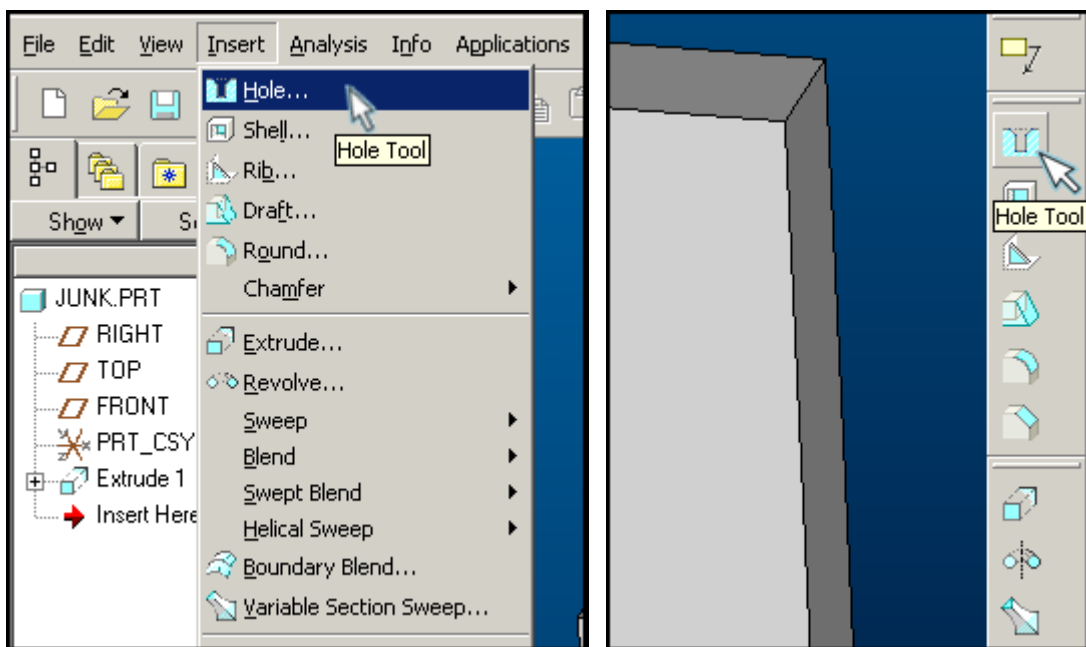 File Edit View Insert Analysis Info Applications
Hole...
Hole Tool
Shell...
Rib...
Draft...
Round...
Chamfer
Extrude...
Revolve...
Sweep
Blend
Swept Blend
Helical Sweep
Boundary Blend...
Variable Section Sweep...
Show
JUNK.PRT
RIGHT
TOP
FRONT
PRT_CSY
Extrude 1
Insert Here
Hole Tool